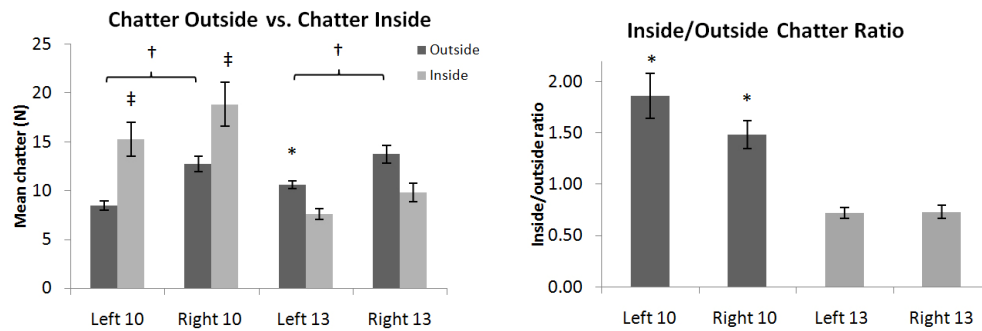 Chatter Outside vs. Chatter Inside
25
20
15
10
5
0
Mean chatter (N)
† ‡ ‡ * †
Outside
Inside
Left 10 Right 10 Left 13 Right 13
Inside/Outside Chatter Ratio
2.00
1.50
1.00
0.50
0.00
Inside/outside ratio
* *
Left 10 Right 10 Left 13 Right 13